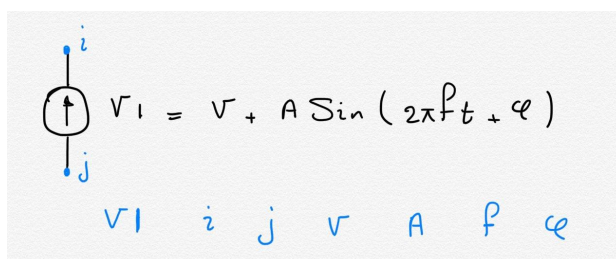 i
V1 = V + A Sin ( 2πft + φ )
j
V1 i j V A f φ